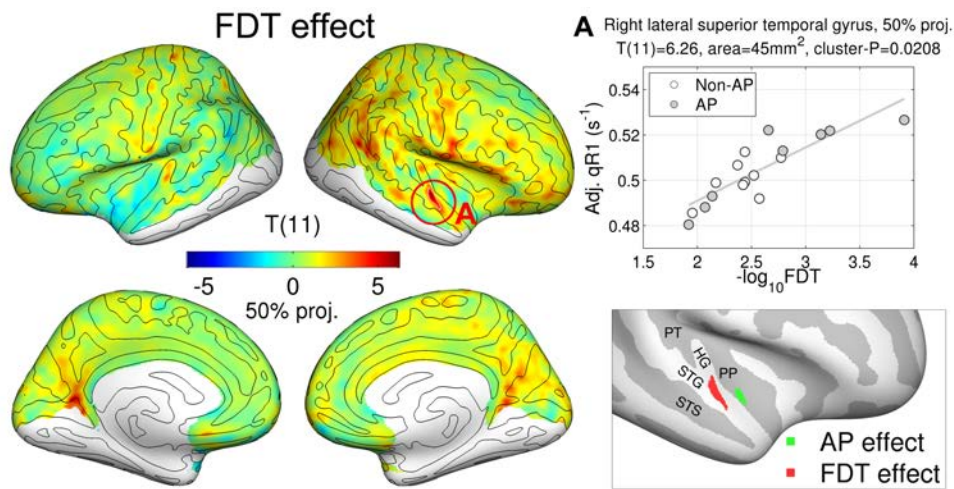 FDT effect
A
T(11)
-5 0 5
50% proj.
A Right lateral superior temporal gyrus, 50% proj.
T(11)=6.26, area=45mm², cluster-P=0.0208
Non-AP
AP
0.54
0.52
0.5
0.48
Adj. qR1 (s⁻¹)
1.5 2 2.5 3 3.5 4
-log₁₀FDT
PT
HG
PP
STG
STS
AP effect
FDT effect